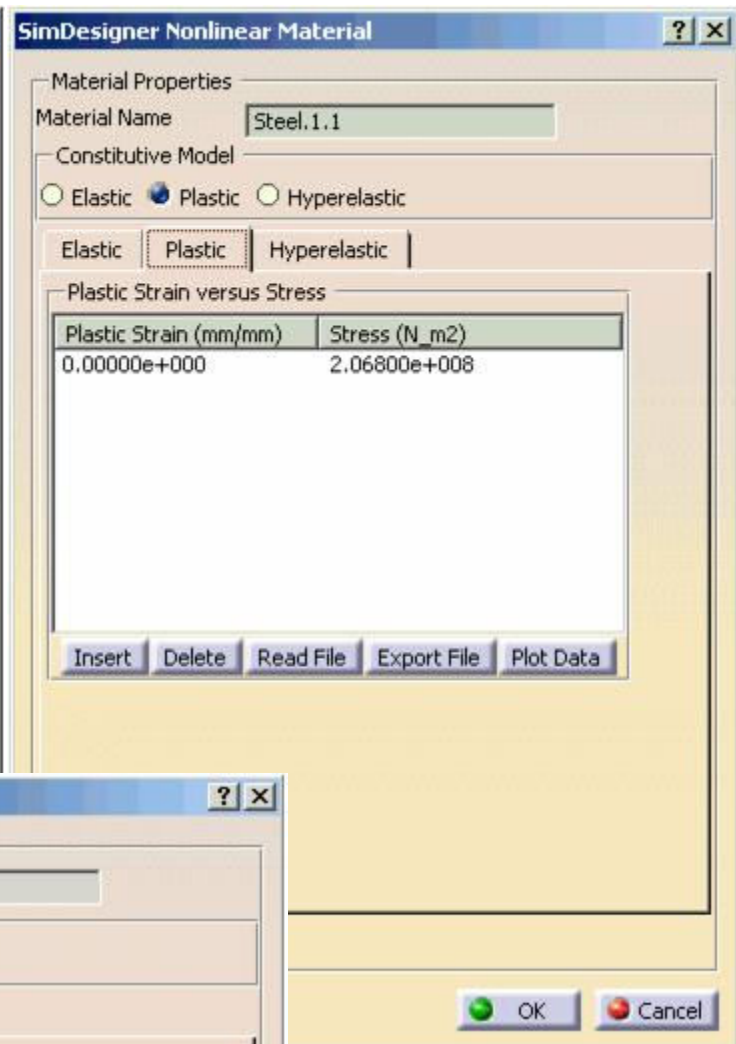 SimDesigner Nonlinear Material ? ×
Material Properties
Material Name Steel.1.1
Constitutive Model
Elastic Plastic Hyperelastic
Elastic Plastic Hyperelastic
Plastic Strain versus Stress
Plastic Strain (mm/mm) Stress (N_m2)
0.00000e+000 2.06800e+008
Insert Delete Read File Export File Plot Data
? ×
OK Cancel